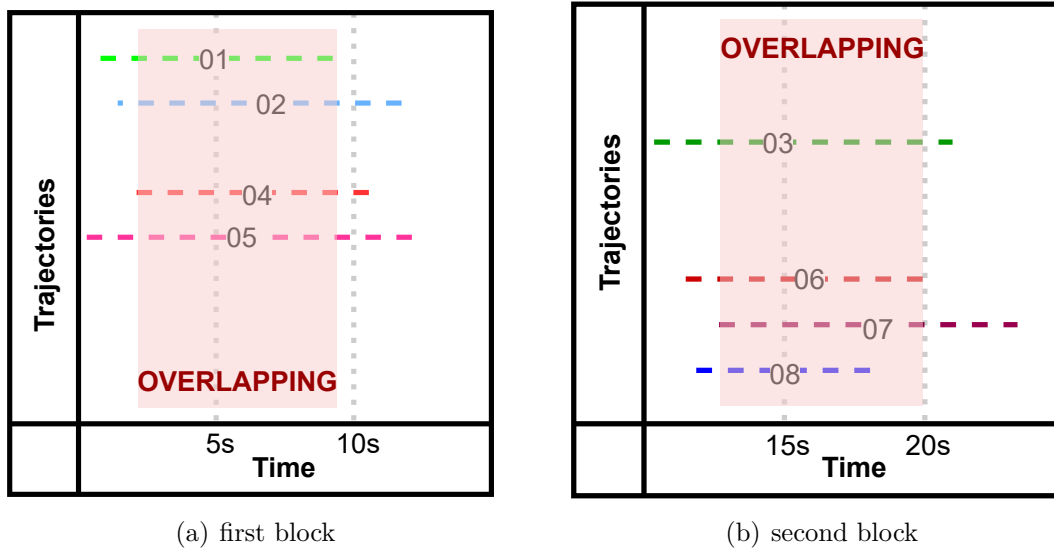 Trajectories
01
02
04
05
OVERLAPPING
5s
10s
Time
(a) first block
Trajectories
OVERLAPPING
03
06
07
08
15s
20s
Time
(b) second block